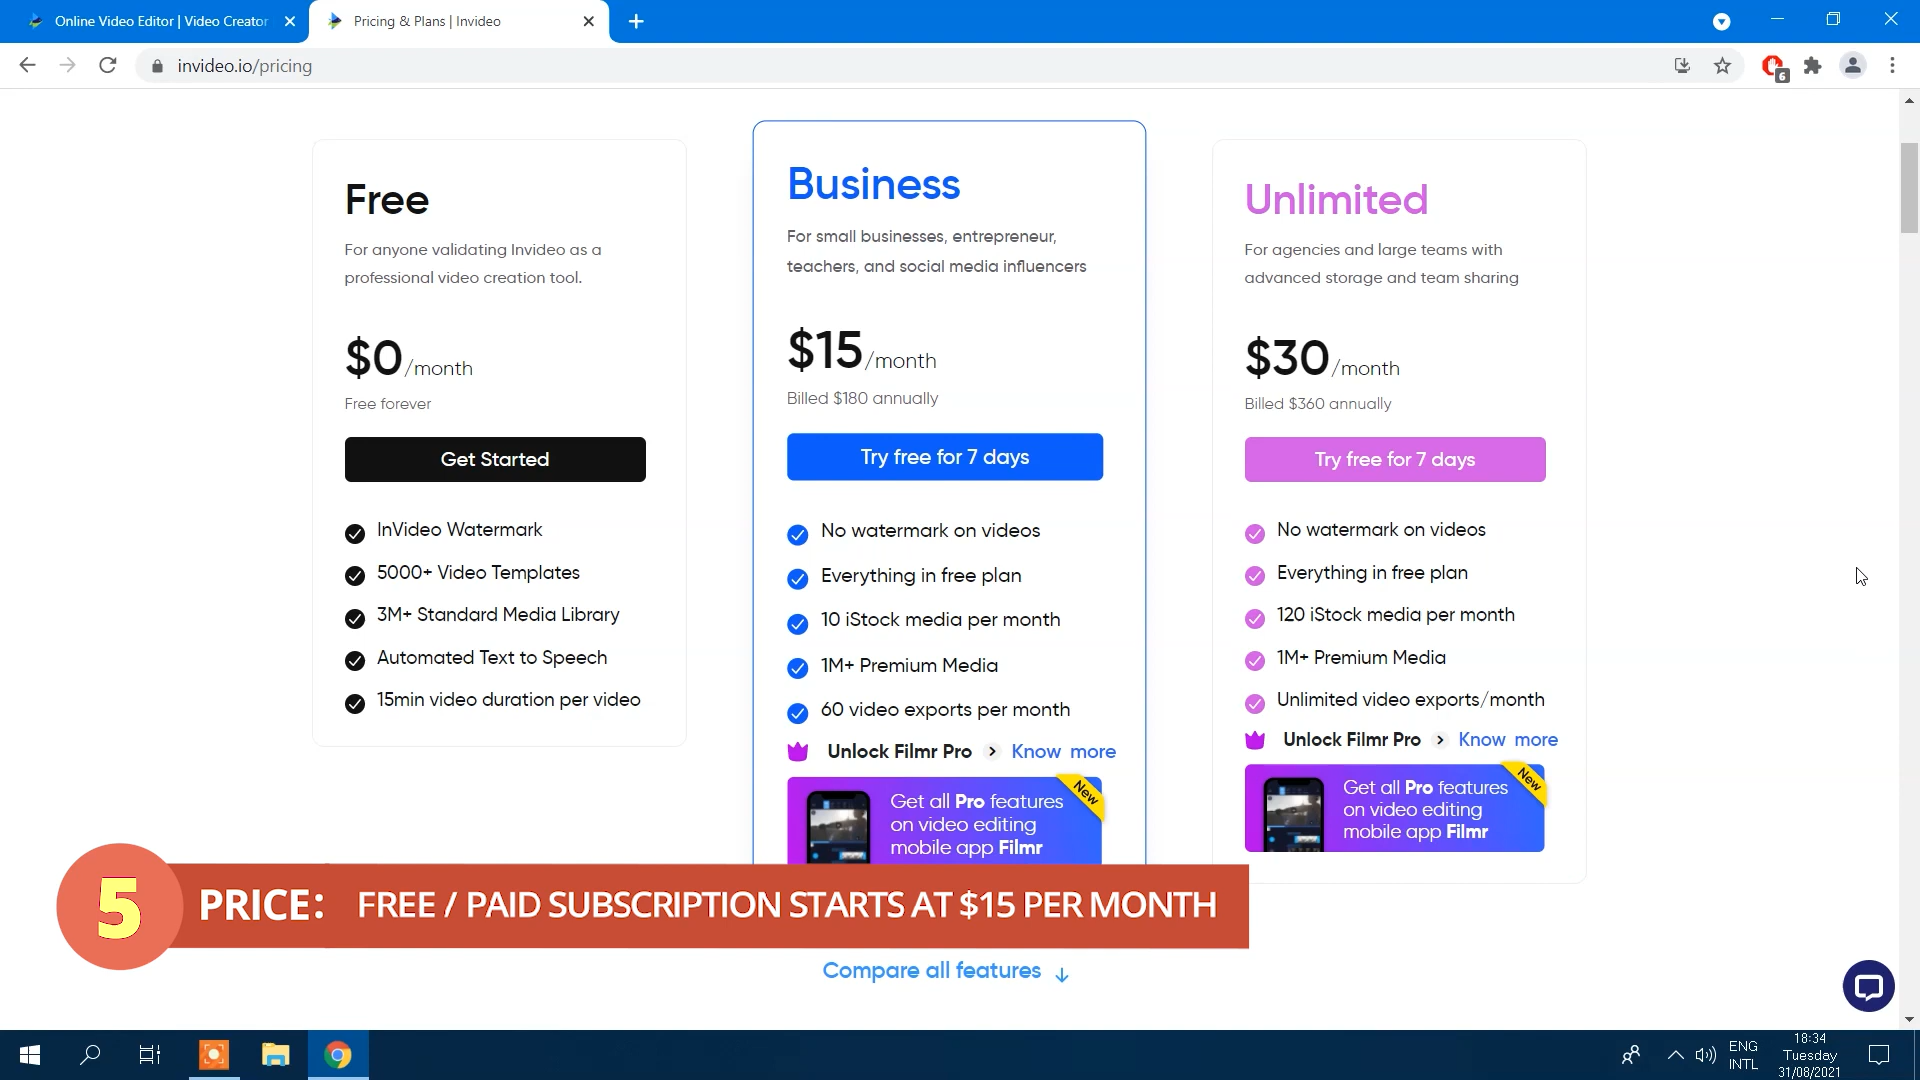 Online Video Editor | Video Creator
Pricing & Plans | Invideo
invideo.io/pricing
6
Free
For anyone validating Invideo as a
professional video creation tool.
$0/month
Free forever
Get Started
InVideo Watermark
5000+ Video Templates
3M+ Standard Media Library
Automated Text to Speech
15min video duration per video
Business
For small businesses, entrepreneur,
teachers, and social media influencers
$15/month
Billed $180 annually
Try free for 7 days
No watermark on videos
Everything in free plan
10 iStock media per month
1M+ Premium Media
60 video exports per month
Unlock Filmr Pro > Know more
New
Get all Pro features
on video editing
mobile app Filmr
Unlimited
For agencies and large teams with
advanced storage and team sharing
$30/month
Billed $360 annually
Try free for 7 days
No watermark on videos
Everything in free plan
120 iStock media per month
1M+ Premium Media
Unlimited video exports/month
Unlock Filmr Pro > Know more
New
Get all Pro features
on video editing
mobile app Filmr
5 PRICE: FREE / PAID SUBSCRIPTION STARTS AT $15 PER MONTH
Compare all features ↓
ENG
INTL
18:34
Tuesday
31/08/2021